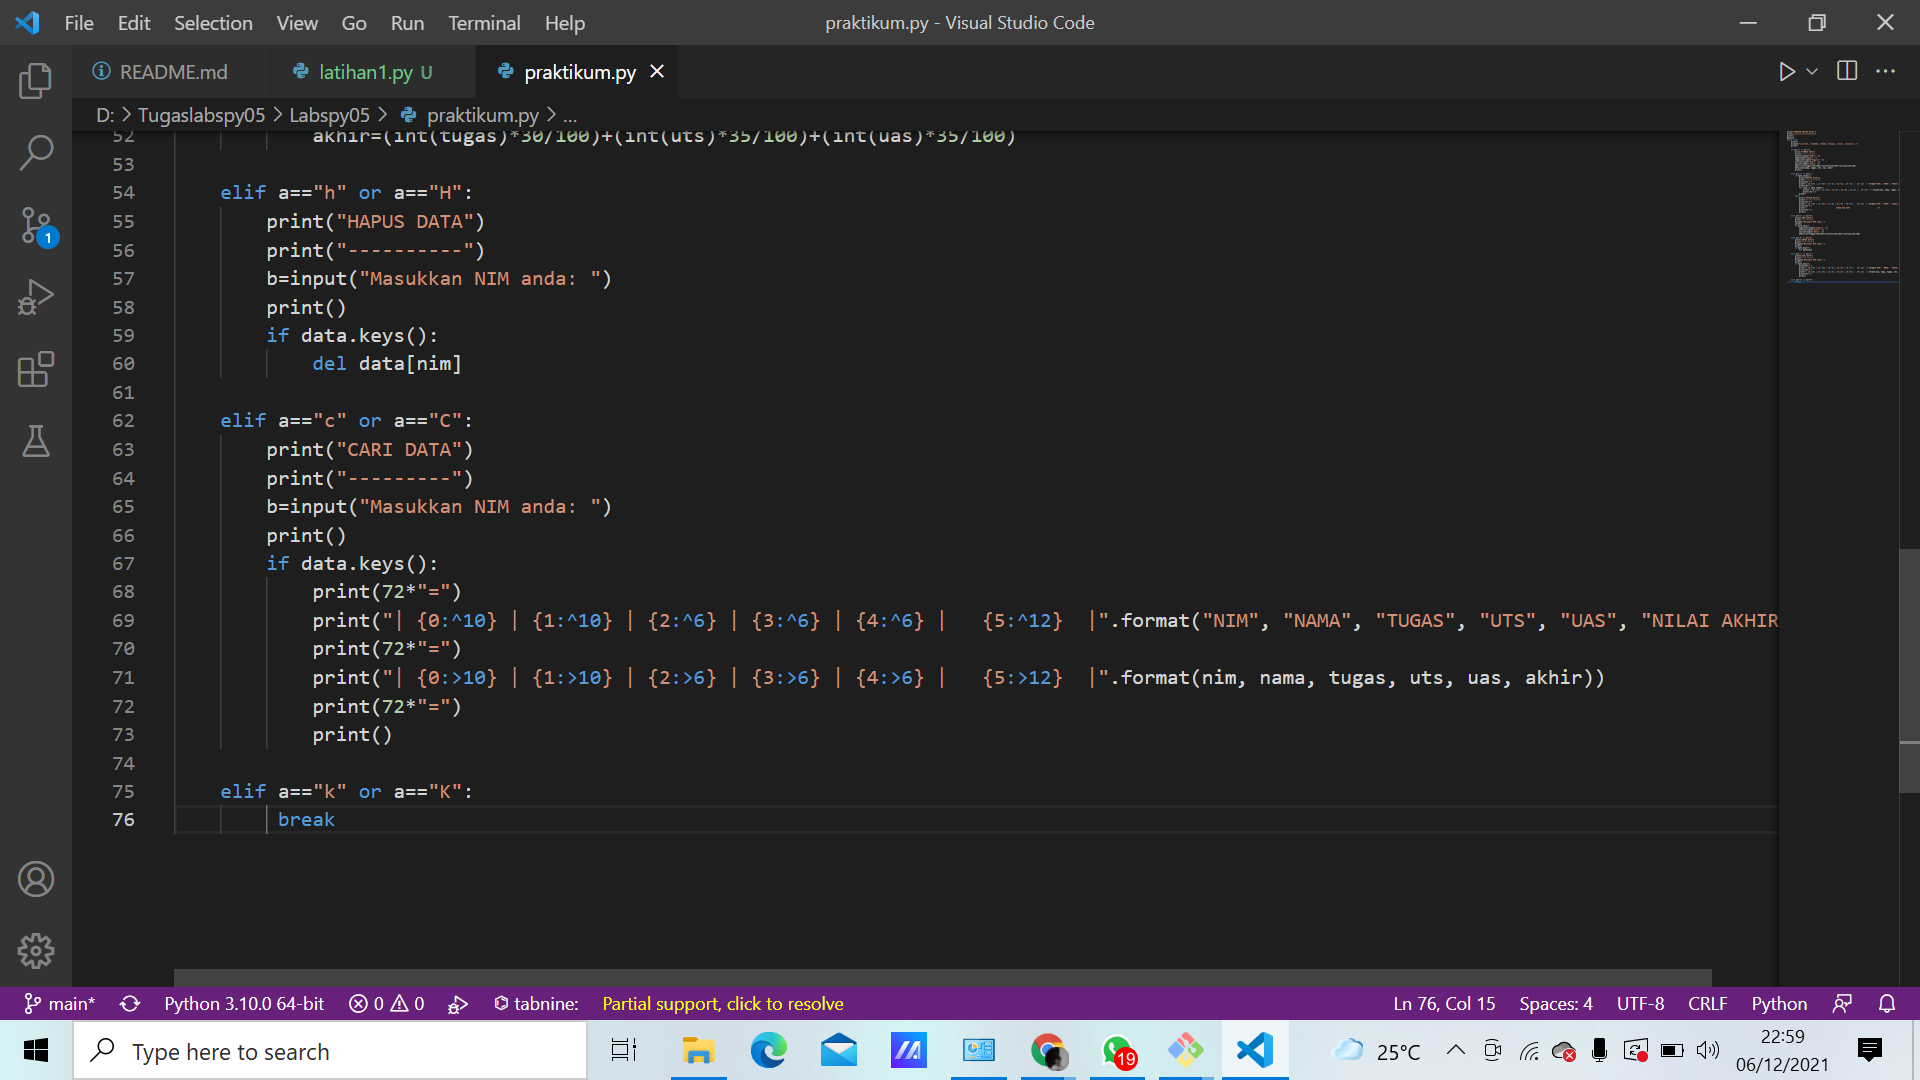 File Edit Selection View Go Run Terminal Help praktikum.py - Visual Studio Code
README.md latihan1.py U praktikum.py
D: > Tugaslabspy05 > Labspy05 > praktikum.py > ...
52 akhir=(int(tugas)*30/100)+(int(uts)*35/100)+(int(uas)*35/100)
53
54 elif a=="h" or a=="H":
55 print("HAPUS DATA")
56 print("----------")
57 b=input("Masukkan NIM anda: ")
58 print()
59 if data.keys():
60 del data[nim]
61
62 elif a=="c" or a=="C":
63 print("CARI DATA")
64 print("---------")
65 b=input("Masukkan NIM anda: ")
66 print()
67 if data.keys():
68 print(72*"=")
69 print("| {0:^10} | {1:^10} | {2:^6} | {3:^6} | {4:^6} |   {5:^12}  |".format("NIM", "NAMA", "TUGAS", "UTS", "UAS", "NILAI AKHIR
70 print(72*"=")
71 print("| {0:>10} | {1:>10} | {2:>6} | {3:>6} | {4:>6} |   {5:>12}  |".format(nim, nama, tugas, uts, uas, akhir))
72 print(72*"=")
73 print()
74
75 elif a=="k" or a=="K":
76 break
1
main* Python 3.10.0 64-bit 0 0 tabnine: Partial support, click to resolve Ln 76, Col 15 Spaces: 4 UTF-8 CRLF Python
Type here to search 19 25°C 22:59
06/12/2021